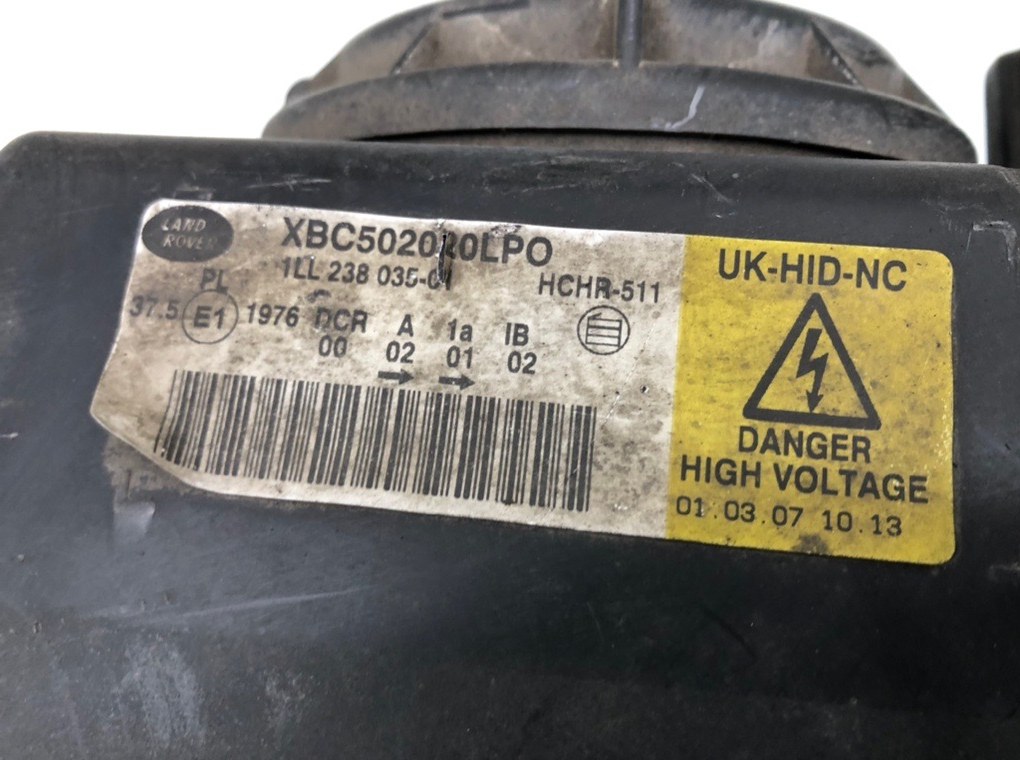 LAND
ROVER
1LL 238 035-01
HCHR-511
PL
37.5 E1 1976 DCR A 1a IB
00 02 01 02
UK-HID-NC
DANGER
HIGH VOLTAGE
01.03.07 10.13